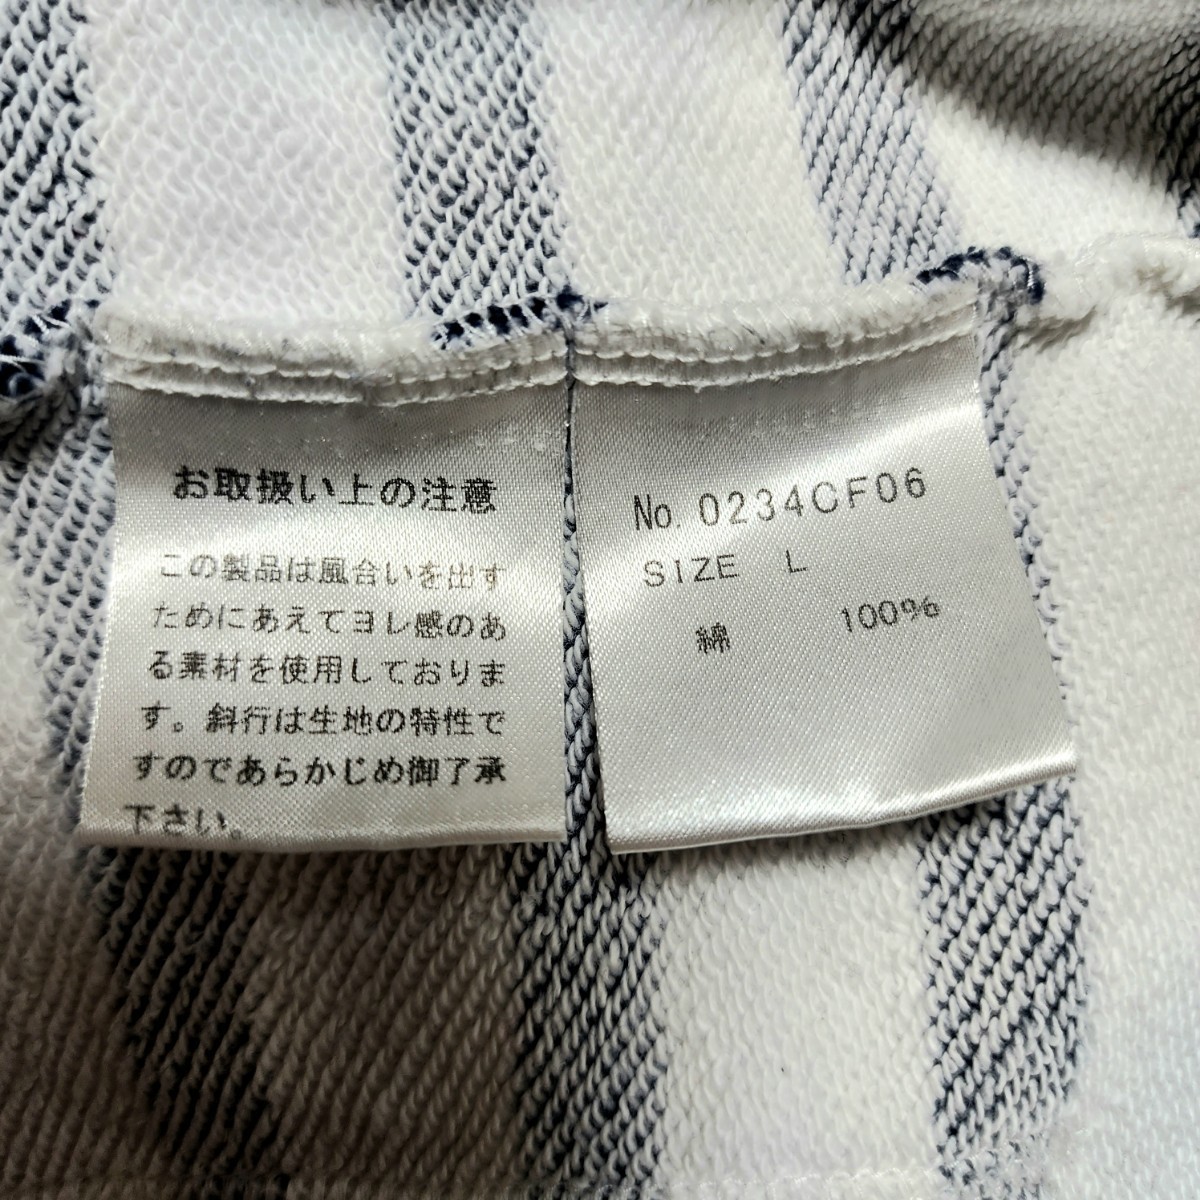 お取扱い上の注意
この製品は風合いを出す
ためにあえてヨレ感のあ
る素材を使用しておりま
す。斜行は生地の特性で
すのであらかじめ御了承
下さい。
No. 0234CF06
SIZE L
綿 100%